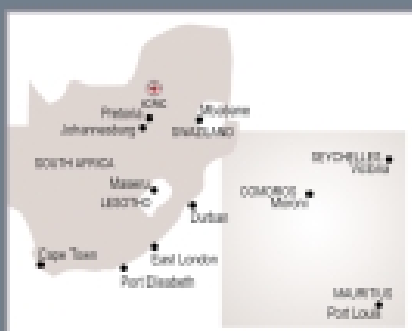 ICRC
Pretoria
Mbabane
Johannesburg
SWAZILAND
SOUTH AFRICA
SEYCHELLES
Victoria
Maseru
COMOROS
LESOTHO
Moroni
Durban
Cape Town
East London
Port Elisabeth
MAURITIUS
Port Louis